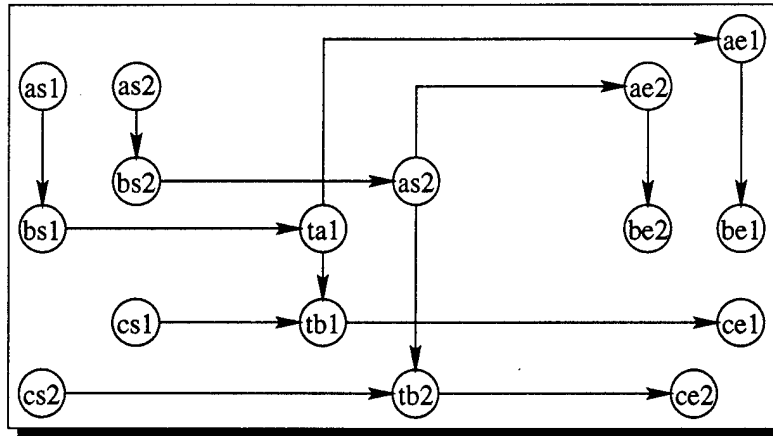 ae1
as1 as2 ae2
bs2 as2
bs1 ta1 be2 be1
cs1 tb1 ce1
cs2 tb2 ce2